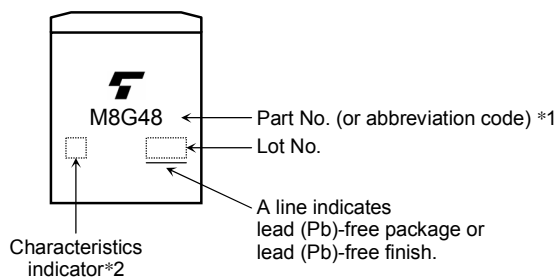 M8G48
Part No. (or abbreviation code) *1
Lot No.
A line indicates
lead (Pb)-free package or
lead (Pb)-free finish.
Characteristics
indicator*2